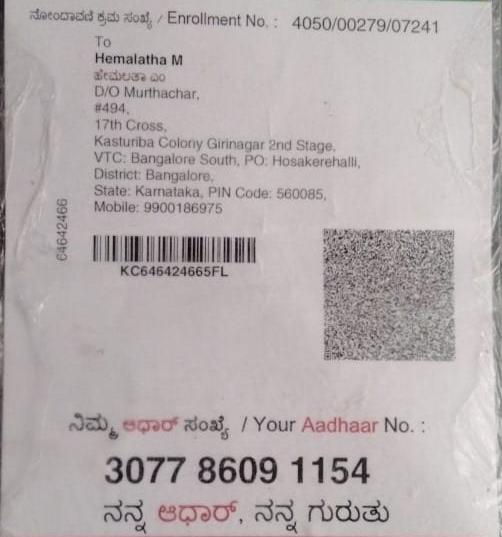 ನೋಂದಾವಣಿ ಕ್ರಮ ಸಂಖ್ಯೆ / Enrollment No. : 4050/00279/07241
To
Hemalatha M
ಹೇಮಲತಾ ಎಂ
D/O Murthachar,
#494,
17th Cross,
Kasturiba Colony Girinagar 2nd Stage,
VTC: Bangalore South, PO: Hosakerehalli,
District: Bangalore,
State: Karnataka, PIN Code: 560085,
Mobile: 9900186975
64642466
KC646424665FL
ನಿಮ್ಮ ಆಧಾರ್ ಸಂಖ್ಯೆ / Your Aadhaar No. :
3077 8609 1154
ನನ್ನ ಆಧಾರ್, ನನ್ನ ಗುರುತು